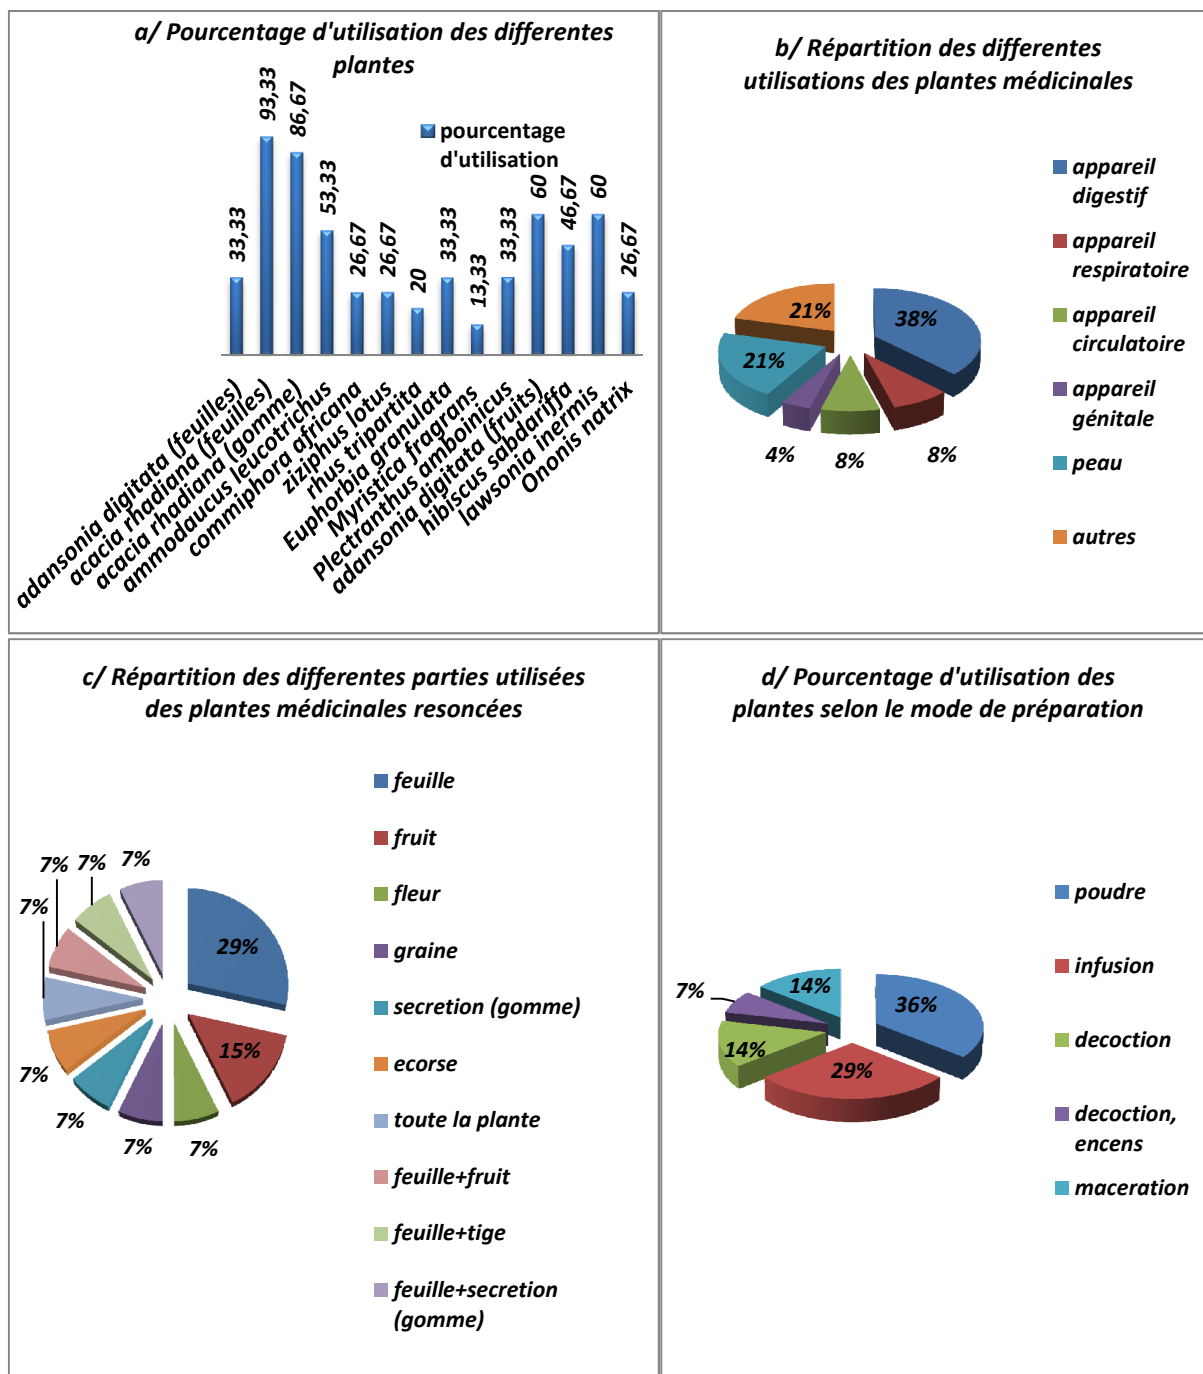 a/ Pourcentage d'utilisation des differentes
plantes
33,33
93,33
86,67
53,33
26,67
26,67
20
33,33
13,33
33,33
60
46,67
60
26,67
pourcentage
d'utilisation
adansonia digitata (feuilles)
acacia rhadiana (feuilles)
acacia rhadiana (gomme)
ammodaucus leucotrichus
commiphora africana
ziziphus lotus
rhus tripartita
Euphorbia granulata
Myristica fragrans
Plectranthus amboinicus
adansonia digitata (fruits)
hibiscus sabdariffa
lawsonia inermis
Ononis natrix
b/ Répartition des differentes
utilisations des plantes médicinales
38%
8%
8%
4%
21%
21%
appareil
digestif
appareil
respiratoire
appareil
circulatoire
appareil
génitale
peau
autres
c/ Répartition des differentes parties utilisées
des plantes médicinales resoncées
29%
15%
7%
7%
7%
7%
7%
7%
7%
7%
feuille
fruit
fleur
graine
secretion (gomme)
ecorse
toute la plante
feuille+fruit
feuille+tige
feuille+secretion
(gomme)
d/ Pourcentage d'utilisation des
plantes selon le mode de préparation
36%
29%
14%
7%
14%
poudre
infusion
decoction
decoction,
encens
maceration